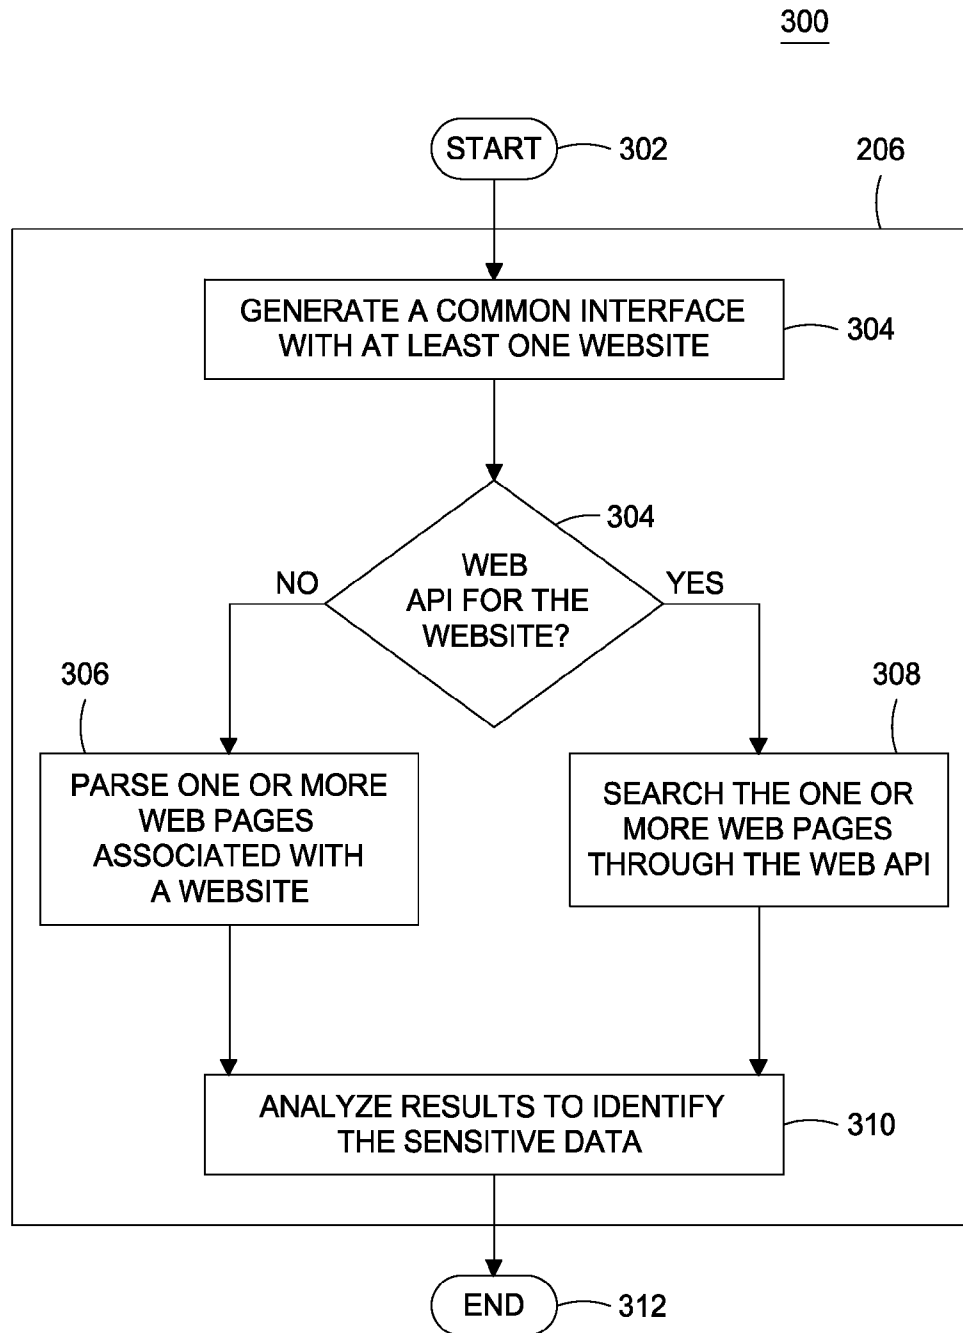 300
START
302
206
GENERATE A COMMON INTERFACE
WITH AT LEAST ONE WEBSITE
304
304
WEB
API FOR THE
WEBSITE?
NO
YES
306
308
PARSE ONE OR MORE
WEB PAGES
ASSOCIATED WITH
A WEBSITE
SEARCH THE ONE OR
MORE WEB PAGES
THROUGH THE WEB API
ANALYZE RESULTS TO IDENTIFY
THE SENSITIVE DATA
310
END
312